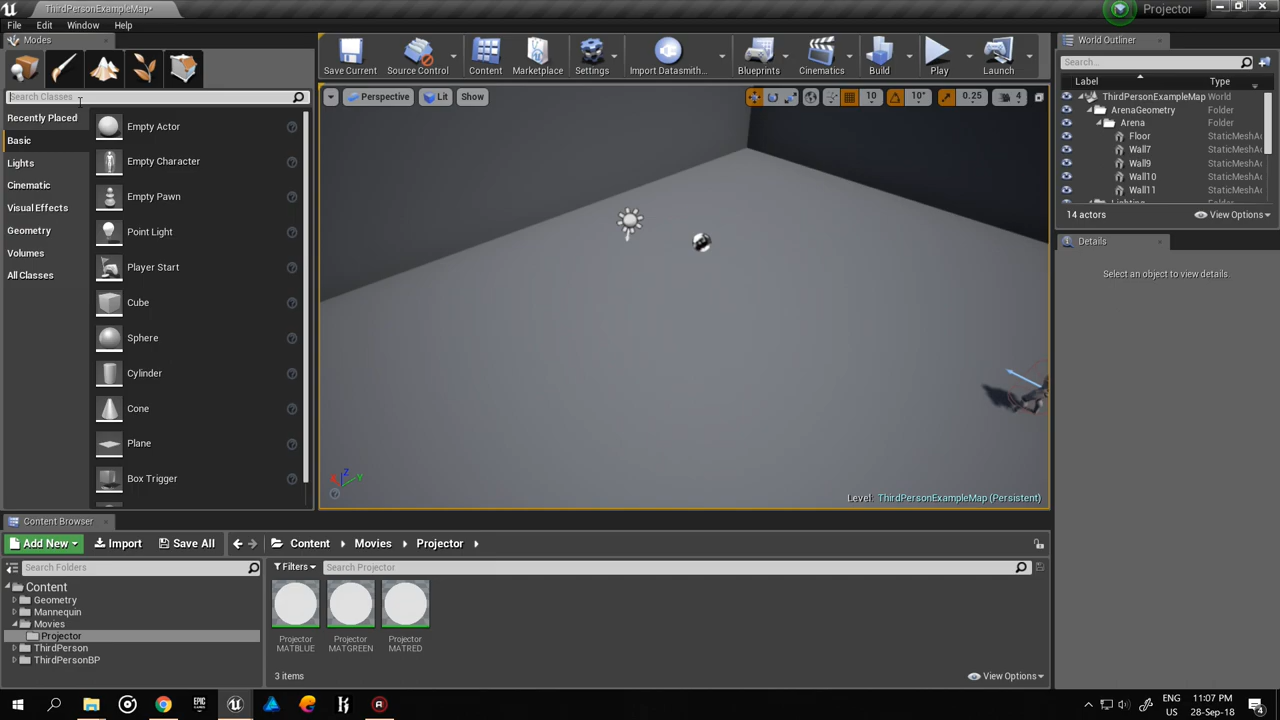 ThirdPersonExampleMap*
Projector
File Edit Window Help
Modes
Search Classes
Recently Placed
Basic
Lights
Cinematic
Visual Effects
Geometry
Volumes
All Classes
Empty Actor
Empty Character
Empty Pawn
Point Light
Player Start
Cube
Sphere
Cylinder
Cone
Plane
Box Trigger
Save Current
Source Control
Content
Marketplace
Settings
Import Datasmith...
Blueprints
Cinematics
Build
Play
Launch
Perspective Lit Show
10 10° 0.25 4
X Z Y
Level: ThirdPersonExampleMap (Persistent)
World Outliner
Search...
Label Type
ThirdPersonExampleMap World
ArenaGeometry Folder
Arena Folder
Floor StaticMeshA
Wall7 StaticMeshA
Wall9 StaticMeshA
Wall10 StaticMeshA
Wall11 StaticMeshA
14 actors View Options
Details
Select an object to view details.
Content Browser
Add New Import Save All Content Movies Projector
Search Folders
Content
Geometry
Mannequin
Movies
Projector
ThirdPerson
ThirdPersonBP
Filters Search Projector
Projector
MATBLUE
Projector
MATGREEN
Projector
MATRED
3 items View Options
EPIC
GAMES
ENG
US
11:07 PM
28-Sep-18